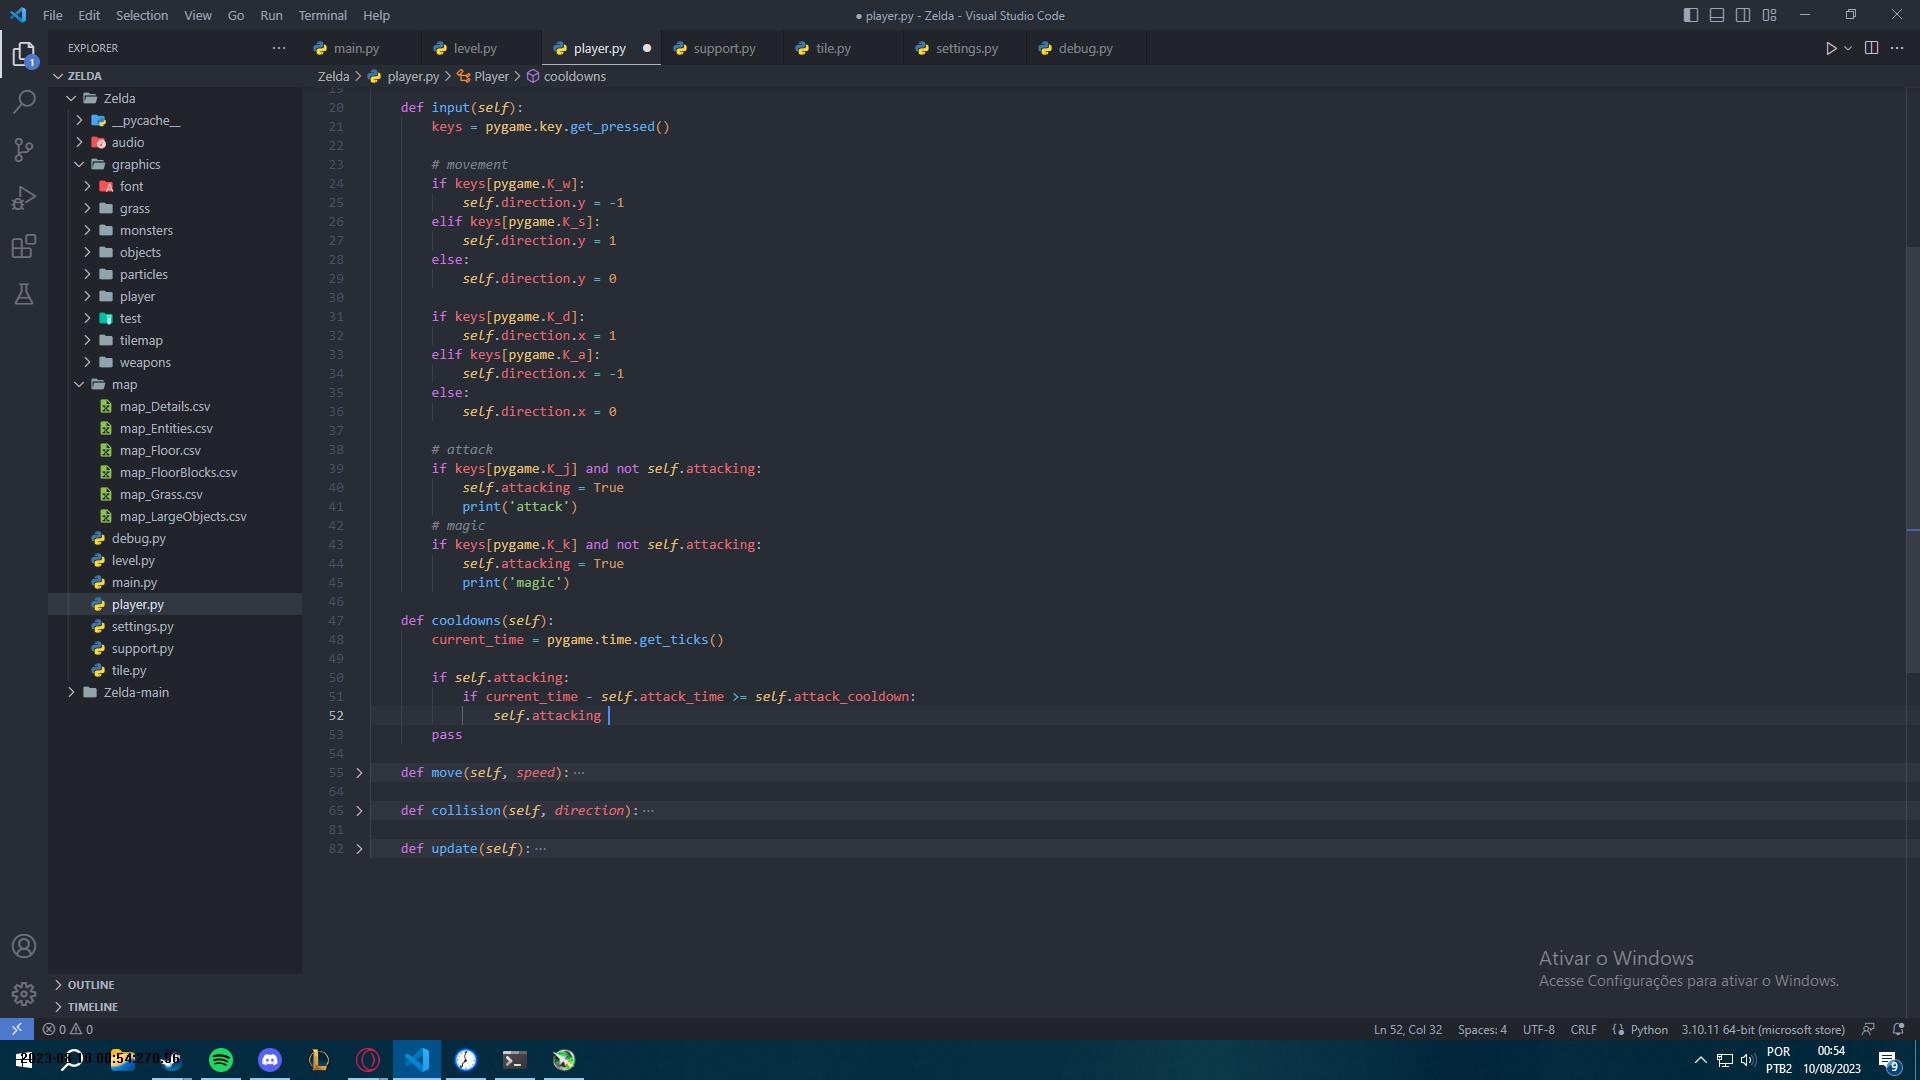 File Edit Selection View Go Run Terminal Help
● player.py - Zelda - Visual Studio Code
EXPLORER
main.py level.py player.py support.py tile.py settings.py debug.py
ZELDA
Zelda > player.py > Player > cooldowns
Zelda
__pycache__
audio
graphics
font
grass
monsters
objects
particles
player
test
tilemap
weapons
map
map_Details.csv
map_Entities.csv
map_Floor.csv
map_FloorBlocks.csv
map_Grass.csv
map_LargeObjects.csv
debug.py
level.py
main.py
player.py
settings.py
support.py
tile.py
Zelda-main
OUTLINE
TIMELINE
19
20 def input(self):
21 keys = pygame.key.get_pressed()
22
23 # movement
24 if keys[pygame.K_w]:
25 self.direction.y = -1
26 elif keys[pygame.K_s]:
27 self.direction.y = 1
28 else:
29 self.direction.y = 0
30
31 if keys[pygame.K_d]:
32 self.direction.x = 1
33 elif keys[pygame.K_a]:
34 self.direction.x = -1
35 else:
36 self.direction.x = 0
37
38 # attack
39 if keys[pygame.K_j] and not self.attacking:
40 self.attacking = True
41 print('attack')
42 # magic
43 if keys[pygame.K_k] and not self.attacking:
44 self.attacking = True
45 print('magic')
46
47 def cooldowns(self):
48 current_time = pygame.time.get_ticks()
49
50 if self.attacking:
51 if current_time - self.attack_time >= self.attack_cooldown:
52 self.attacking
53 pass
54
55 def move(self, speed): ...
64
65 def collision(self, direction): ...
81
82 def update(self): ...
Ativar o Windows
Acesse Configurações para ativar o Windows.
0 0
Ln 52, Col 32 Spaces: 4 UTF-8 CRLF Python 3.10.11 64-bit (microsoft store)
POR
PTB2
00:54
10/08/2023
9
1